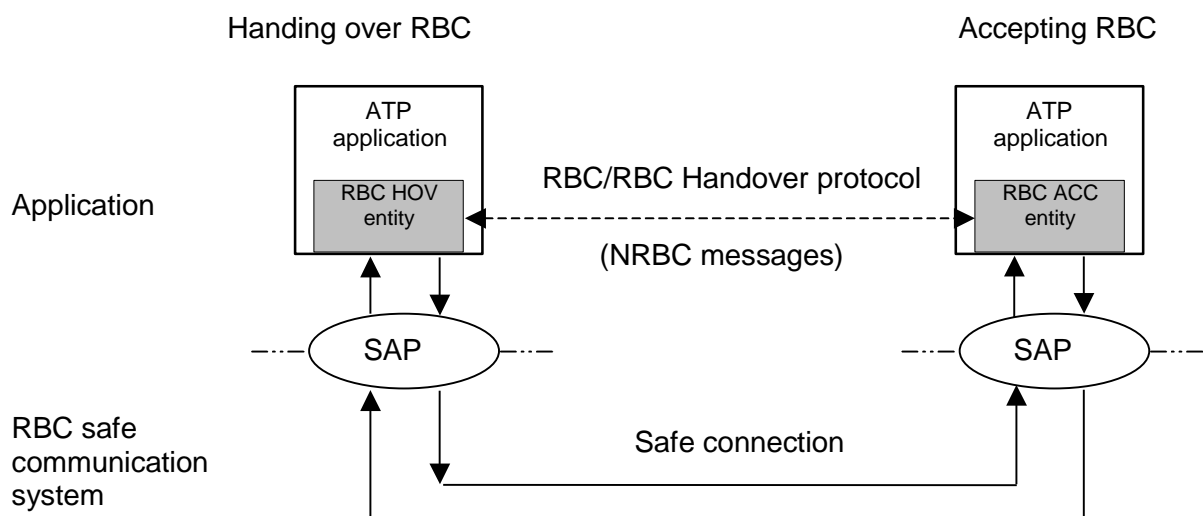 Handing over RBC
Accepting RBC
ATP
application
ATP
application
RBC HOV
entity
RBC/RBC Handover protocol
RBC ACC
entity
Application
(NRBC messages)
SAP
SAP
RBC safe
communication
system
Safe connection